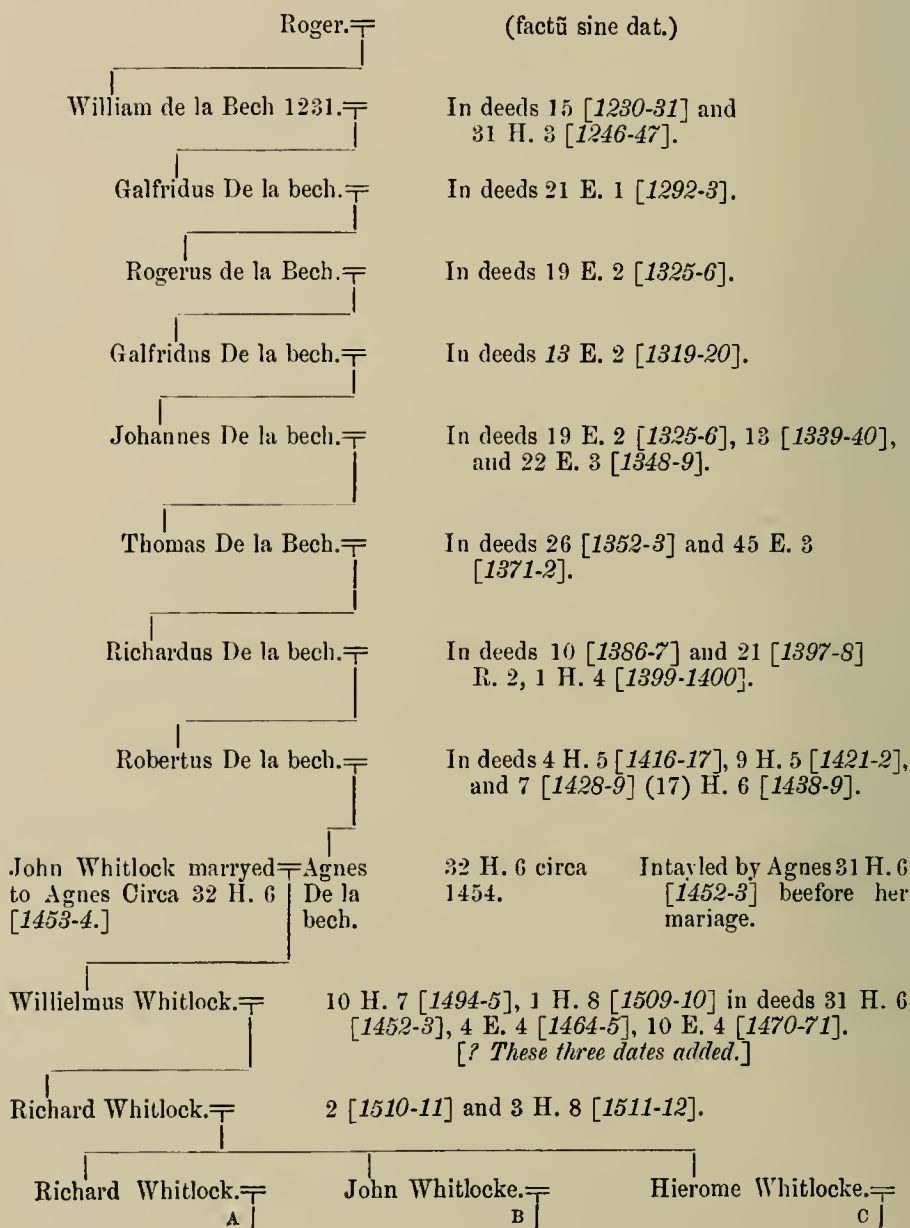 Roger. (factū sine dat.)
William de la Bech 1231. In deeds 15 [1230-31] and
31 H. 3 [1246-47].
Galfridus De la bech. In deeds 21 E. 1 [1292-3].
Rogerus de la Bech. In deeds 19 E. 2 [1325-6].
Galfridus De la bech. In deeds 13 E. 2 [1319-20].
Johannes De la bech. In deeds 19 E. 2 [1325-6], 13 [1339-40],
and 22 E. 3 [1348-9].
Thomas De la Bech. In deeds 26 [1352-3] and 45 E. 3
[1371-2].
Richardus De la bech. In deeds 10 [1386-7] and 21 [1397-8]
R. 2, 1 H. 4 [1399-1400].
Robertus De la bech. In deeds 4 H. 5 [1416-17], 9 H. 5 [1421-2],
and 7 [1428-9] (17) H. 6 [1438-9].
John Whitlock marryed Agnes 32 H. 6 circa Intayled by Agnes 31 H. 6
to Agnes Circa 32 H. 6 De la 1454. [1452-3] beefore her
[1453-4.] bech. mariage.
Willielmus Whitlock. 10 H. 7 [1494-5], 1 H. 8 [1509-10] in deeds 31 H. 6
[1452-3], 4 E. 4 [1464-5], 10 E. 4 [1470-71].
[? These three dates added.]
Richard Whitlock. 2 [1510-11] and 3 H. 8 [1511-12].
Richard Whitlock. John Whitlocke. Hierome Whitlocke.
A B C